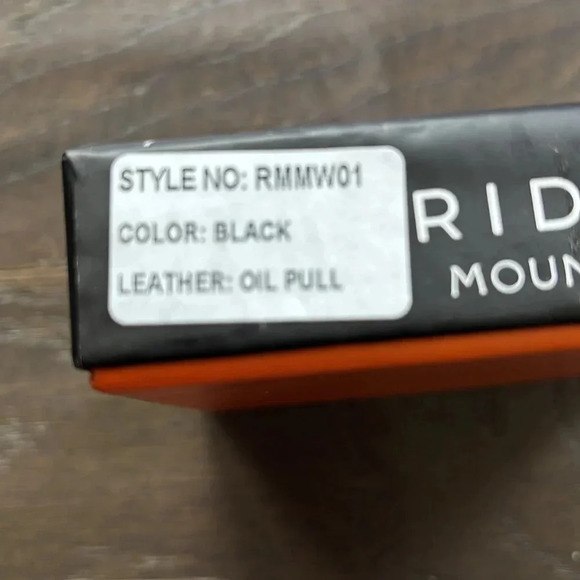 STYLE NO: RMMW01
COLOR: BLACK
LEATHER: OIL PULL
RID
MOUN